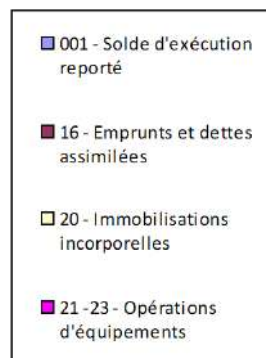 001 - Solde d'exécution
reporté
16 - Emprunts et dettes
assimilées
20 - Immobilisations
incorporelles
21 -23 - Opérations
d'équipements